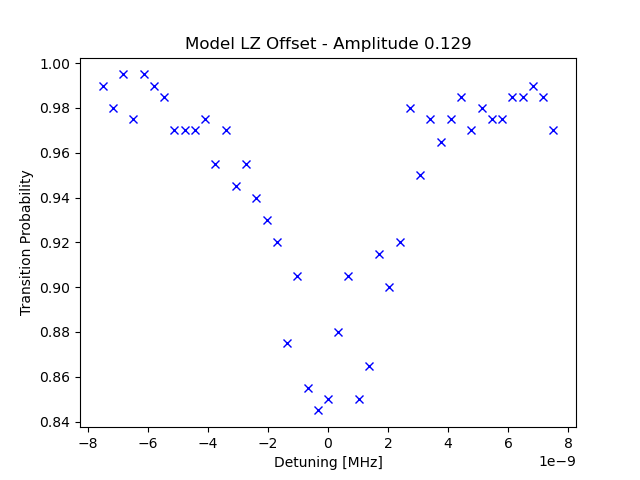 Model LZ Offset - Amplitude 0.129
1.00
0.98
0.96
0.94
0.92
0.90
0.88
0.86
0.84
Transition Probability
−8 −6 −4 −2 0 2 4 6 8
1e−9
Detuning [MHz]